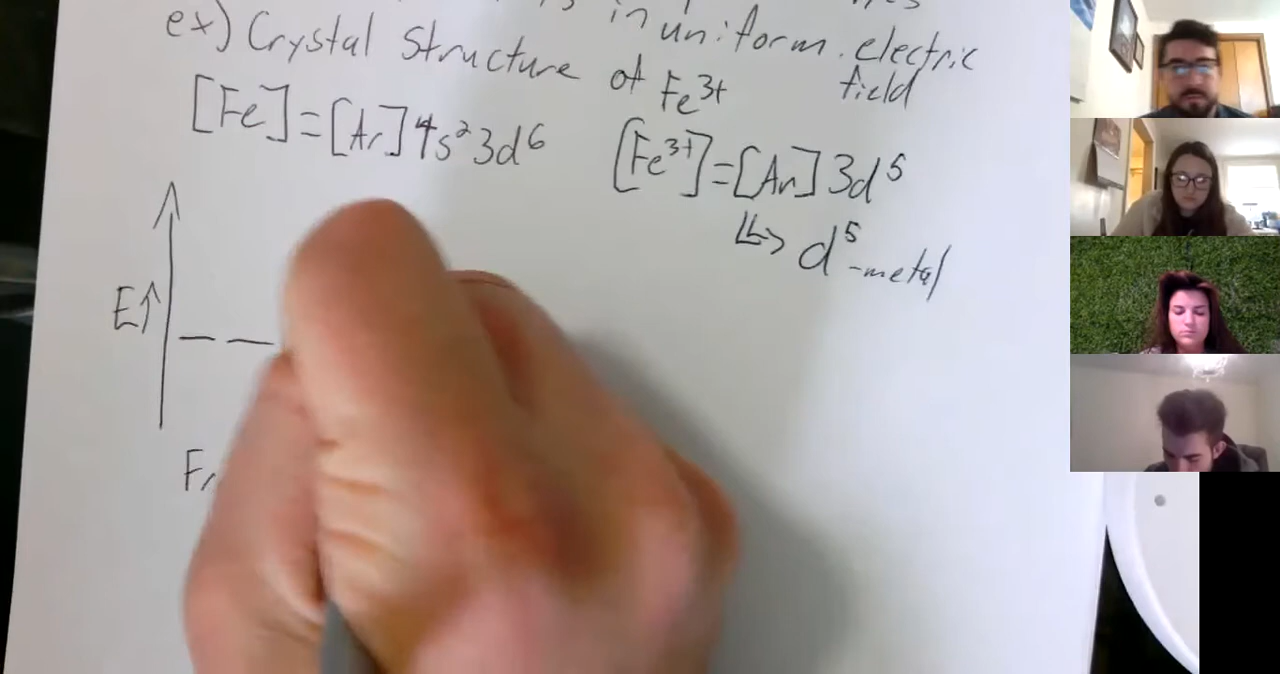 in uniform electric field
ex) Crystal Structure of Fe³⁺
[Fe] = [Ar] 4s² 3d⁶
[Fe³⁺] = [Ar] 3d⁵
↳ d⁵-metal
E↑